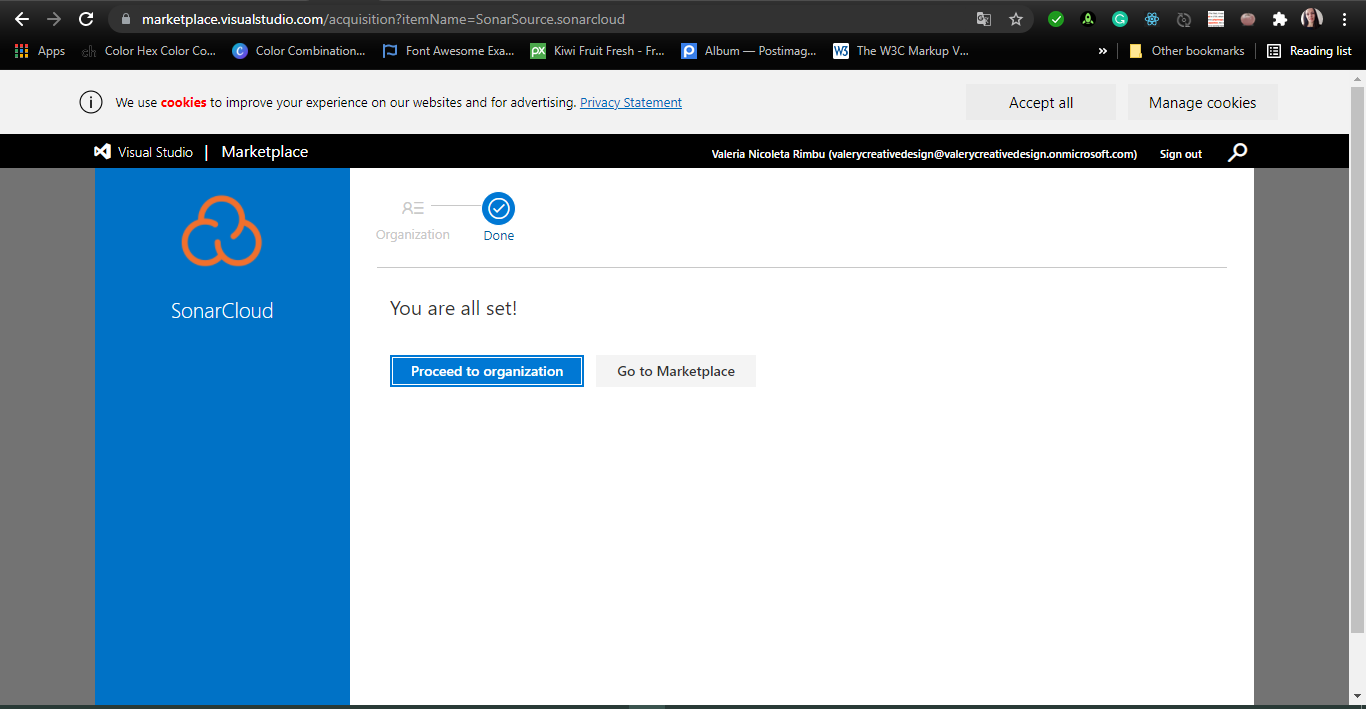 marketplace.visualstudio.com/acquisition?itemName=SonarSource.sonarcloud
Apps Color Hex Color Co... Color Combination... Font Awesome Exa... px Kiwi Fruit Fresh - Fr... Album — Postimag... W3 The W3C Markup V... » Other bookmarks Reading list
We use cookies to improve your experience on our websites and for advertising. Privacy Statement Accept all Manage cookies
Visual Studio | Marketplace Valeria Nicoleta Rimbu (valerycreativedesign@valerycreativedesign.onmicrosoft.com) Sign out
Organization Done
SonarCloud
You are all set!
Proceed to organization Go to Marketplace